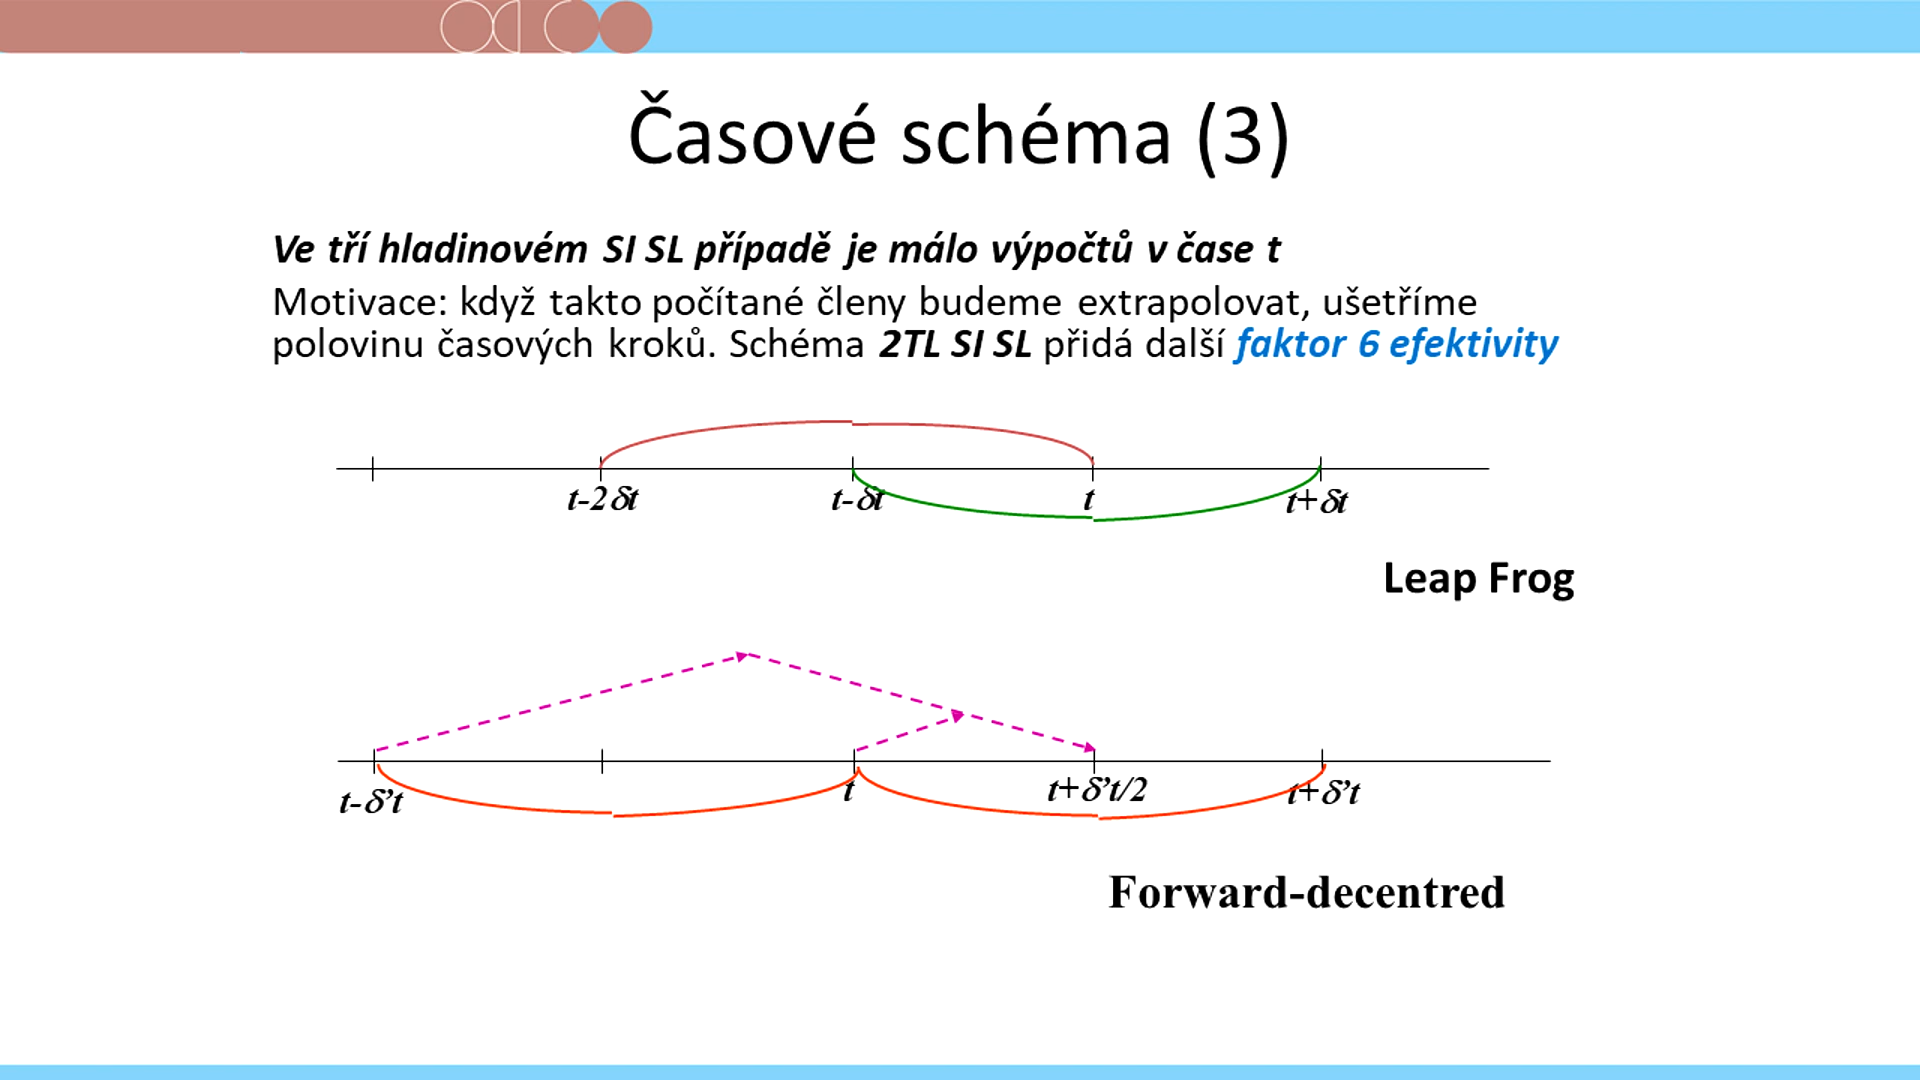 Časové schéma (3)
Ve tří hladinovém SI SL případě je málo výpočtů v čase t
Motivace: když takto počítané členy budeme extrapolovat, ušetříme
polovinu časových kroků. Schéma 2TL SI SL přidá další faktor 6 efektivity
t-2δt t-δt t t+δt
Leap Frog
t-δ’t t t+δ’t/2 t+δ’t
Forward-decentred